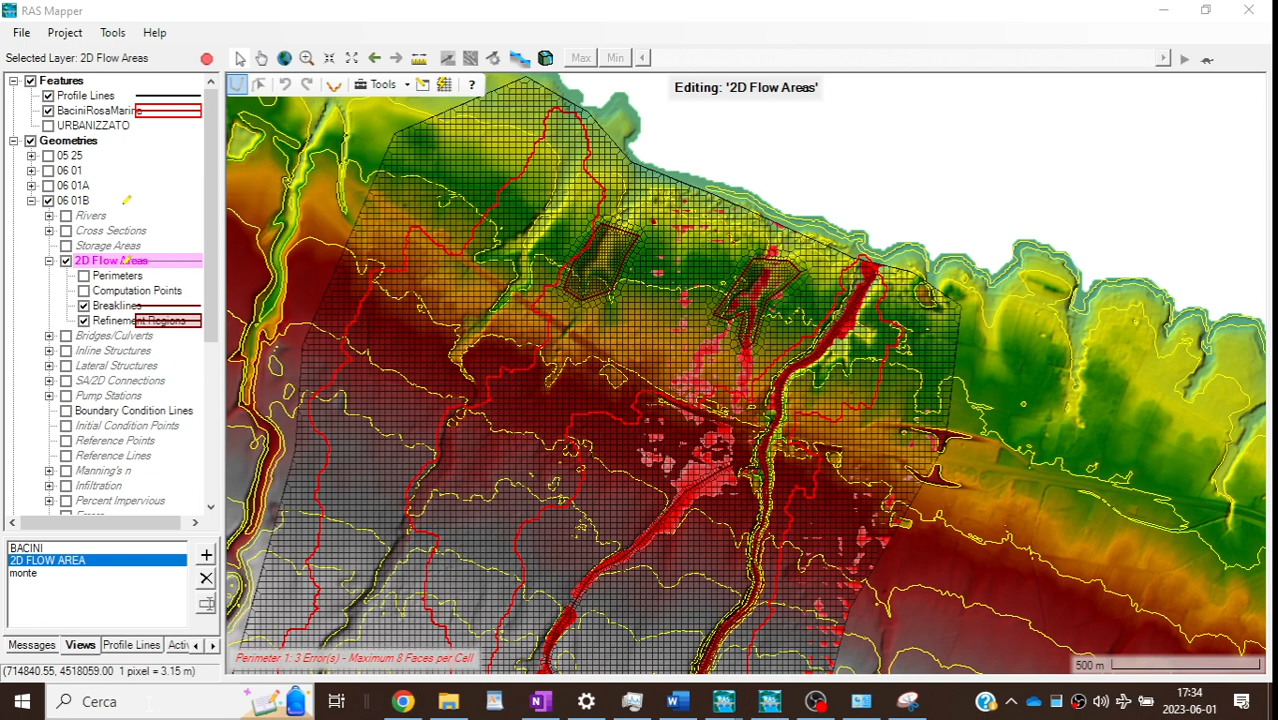 RAS Mapper
File Project Tools Help
Selected Layer: 2D Flow Areas
Max Min
Tools ?
Editing: '2D Flow Areas'
Features
Profile Lines
BaciniRosaMarina
URBANIZZATO
Geometries
05 25
06 01
06 01A
06 01B
Rivers
Cross Sections
Storage Areas
2D Flow Areas
Perimeters
Computation Points
Breaklines
Refinement Regions
Bridges/Culverts
Inline Structures
Lateral Structures
SA/2D Connections
Pump Stations
Boundary Condition Lines
Initial Condition Points
Reference Points
Reference Lines
Manning's n
Infiltration
Percent Impervious
BACINI
2D FLOW AREA
monte
Messages Views Profile Lines Activ
(714840.55, 4518059.00 1 pixel = 3.15 m)
Perimeter 1: 3 Error(s) - Maximum 8 Faces per Cell
500 m
Cerca
17:34
2023-06-01